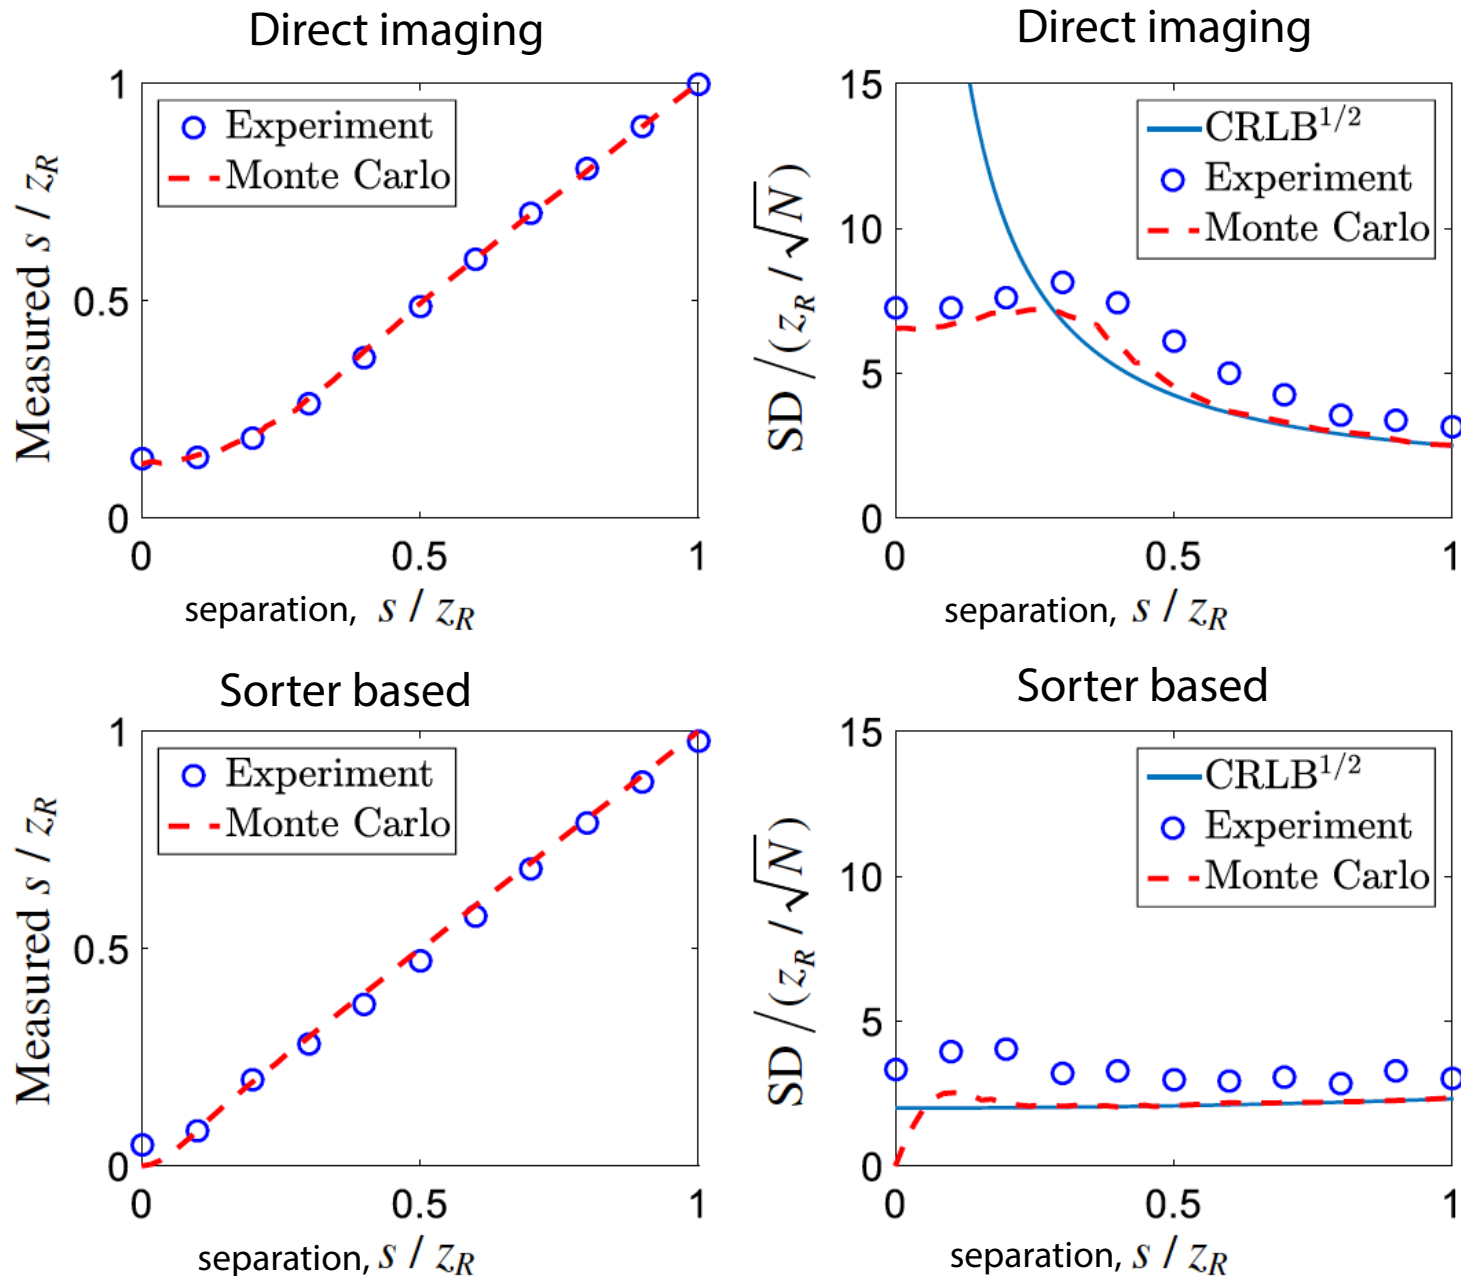 Direct imaging
Measured s / z_R
1
0.5
0
Experiment
Monte Carlo
0
0.5
1
separation, s / z_R
Direct imaging
SD / (z_R / √N)
15
10
5
0
CRLB^{1/2}
Experiment
Monte Carlo
0
0.5
1
separation, s / z_R
Sorter based
Measured s / z_R
1
0.5
0
Experiment
Monte Carlo
0
0.5
1
separation, s / z_R
Sorter based
SD / (z_R / √N)
15
10
5
0
CRLB^{1/2}
Experiment
Monte Carlo
0
0.5
1
separation, s / z_R